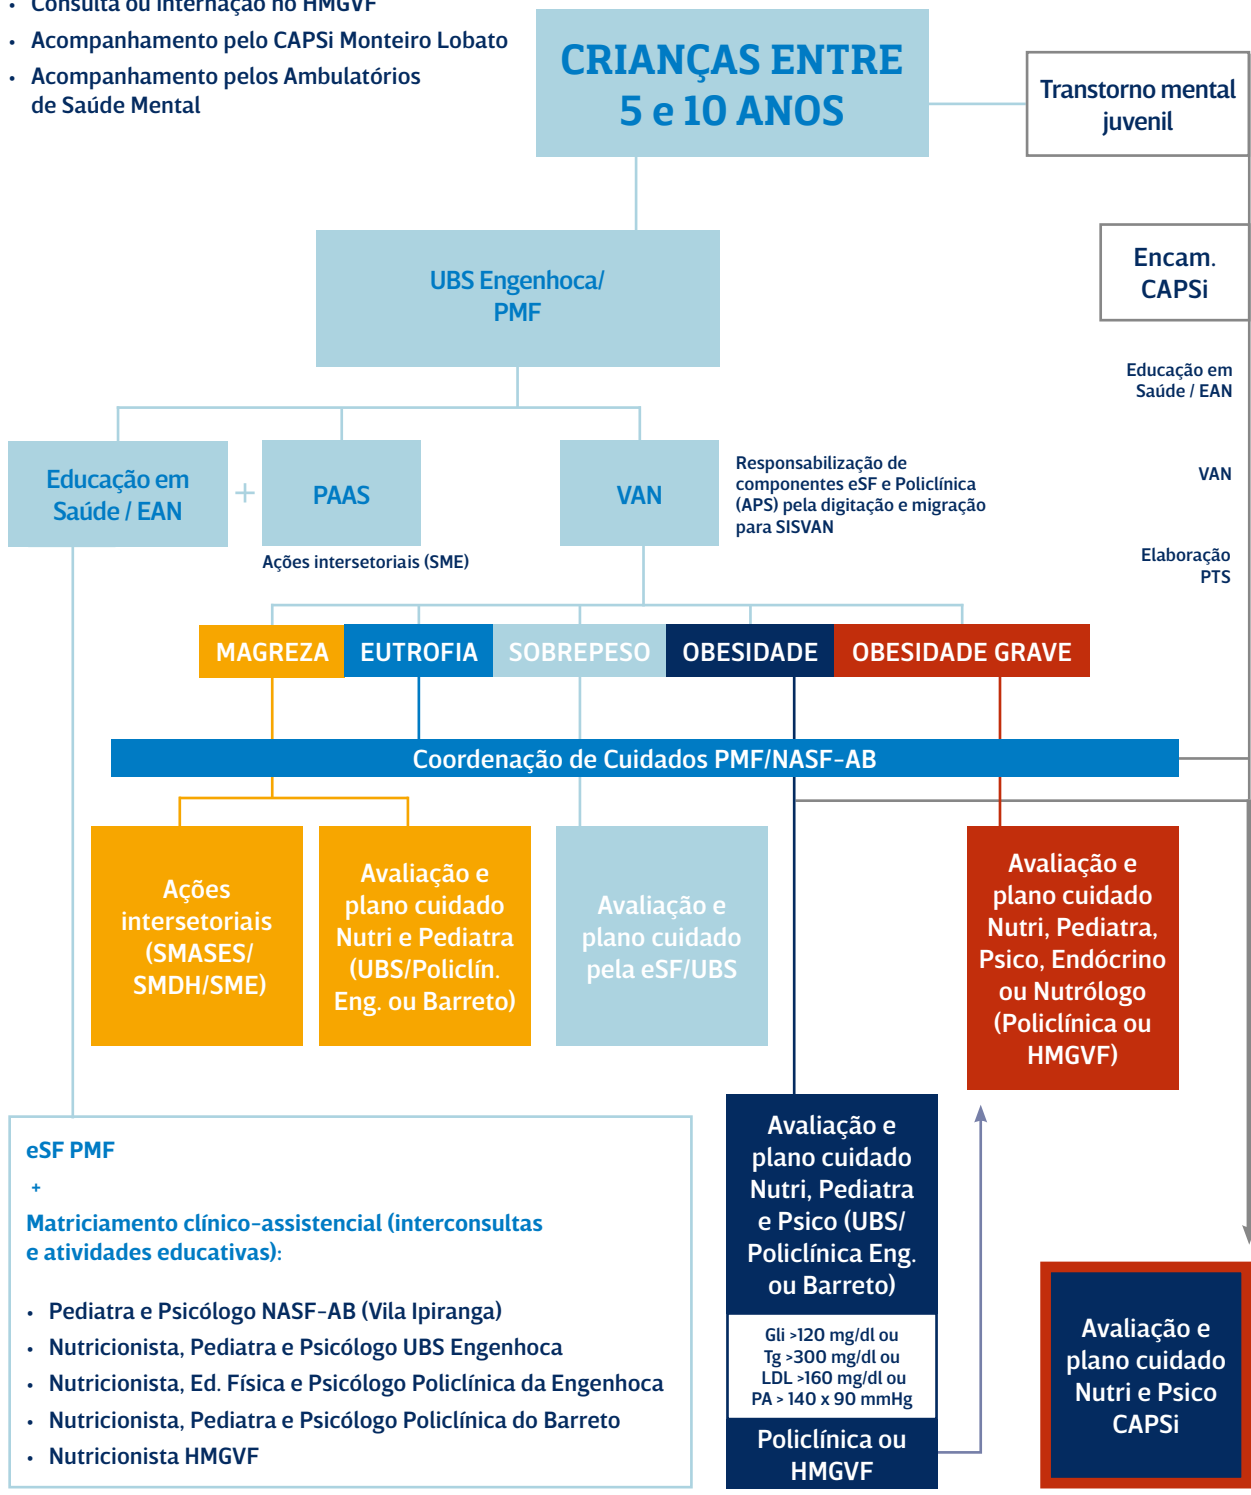 • Consulta ou internação no HMGVF
• Acompanhamento pelo CAPSi Monteiro Lobato
• Acompanhamento pelos Ambulatórios
de Saúde Mental
CRIANÇAS ENTRE
5 e 10 ANOS
Transtorno mental
juvenil
Encam.
CAPSi
UBS Engenhoca/
PMF
Educação em
Saúde / EAN
VAN
Elaboração
PTS
Educação em
Saúde / EAN
+
PAAS
Ações intersetoriais (SME)
VAN
Responsabilização de
componentes eSF e Policlínica
(APS) pela digitação e migração
para SISVAN
MAGREZA
EUTROFIA
SOBREPESO
OBESIDADE
OBESIDADE GRAVE
Coordenação de Cuidados PMF/NASF-AB
Ações
intersetoriais
(SMASES/
SMDH/SME)
Avaliação e
plano cuidado
Nutri e Pediatra
(UBS/Policlín.
Eng. ou Barreto)
Avaliação e
plano cuidado
pela eSF/UBS
Avaliação e
plano cuidado
Nutri, Pediatra,
Psico, Endócrino
ou Nutrólogo
(Policlínica ou
HMGVF)
Avaliação e
plano cuidado
Nutri, Pediatra
e Psico (UBS/
Policlínica Eng.
ou Barreto)
Gli >120 mg/dl ou
Tg >300 mg/dl ou
LDL >160 mg/dl ou
PA > 140 x 90 mmHg
Policlínica ou
HMGVF
Avaliação e
plano cuidado
Nutri e Psico
CAPSi
eSF PMF
+
Matriciamento clínico-assistencial (interconsultas
e atividades educativas):
• Pediatra e Psicólogo NASF-AB (Vila Ipiranga)
• Nutricionista, Pediatra e Psicólogo UBS Engenhoca
• Nutricionista, Ed. Física e Psicólogo Policlínica da Engenhoca
• Nutricionista, Pediatra e Psicólogo Policlínica do Barreto
• Nutricionista HMGVF